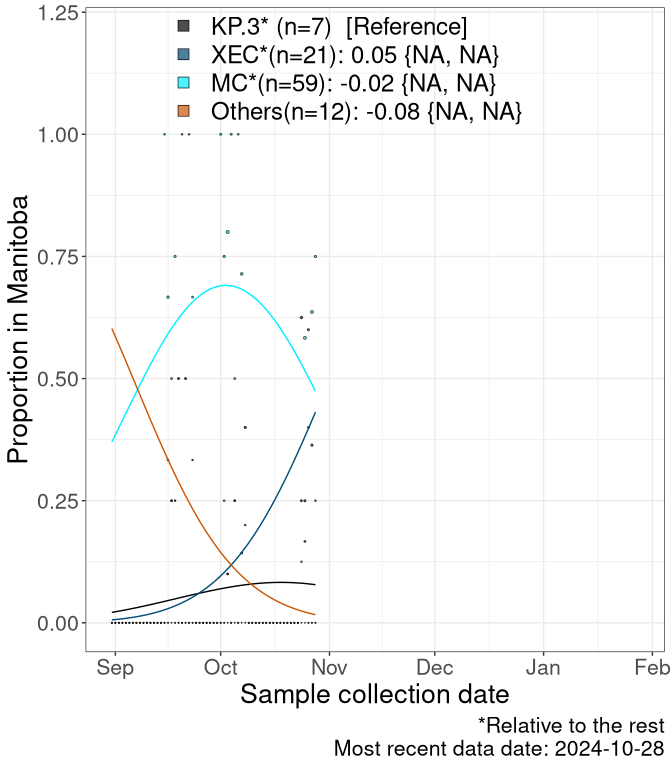 KP.3* (n=7)  [Reference]
XEC*(n=21): 0.05 {NA, NA}
MC*(n=59): -0.02 {NA, NA}
Others(n=12): -0.08 {NA, NA}
1.25
1.00
0.75
0.50
0.25
0.00
Proportion in Manitoba
Sep Oct Nov Dec Jan Feb
Sample collection date
*Relative to the rest
Most recent data date: 2024-10-28